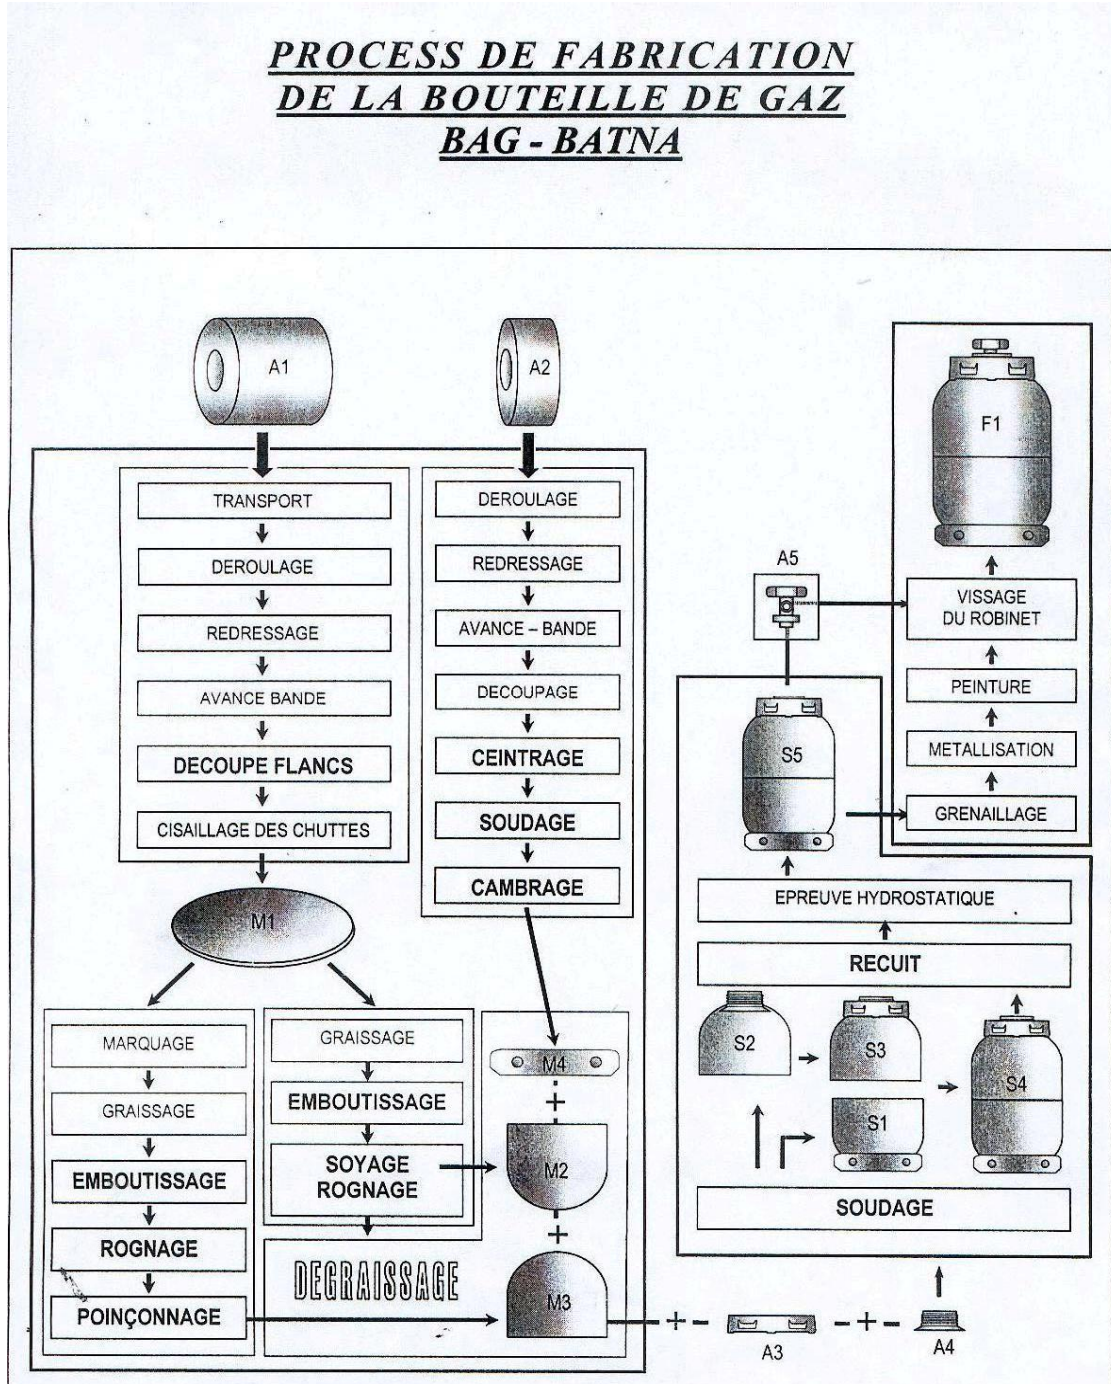 PROCESS DE FABRICATION
DE LA BOUTEILLE DE GAZ
BAG - BATNA
A1
A2
TRANSPORT
DEROULAGE
REDRESSAGE
AVANCE BANDE
DECOUPE FLANCS
CISAILLAGE DES CHUTTES
M1
DEROULAGE
REDRESSAGE
AVANCE – BANDE
DECOUPAGE
CEINTRAGE
SOUDAGE
CAMBRAGE
MARQUAGE
GRAISSAGE
EMBOUTISSAGE
ROGNAGE
POINÇONNAGE
GRAISSAGE
EMBOUTISSAGE
SOYAGE
ROGNAGE
DEGRAISSAGE
M4
+
M2
+
M3
+
A3
+
A4
SOUDAGE
S1
S2
S3
S4
RECUIT
EPREUVE HYDROSTATIQUE
S5
A5
GRENAILLAGE
METALLISATION
PEINTURE
VISSAGE
DU ROBINET
F1